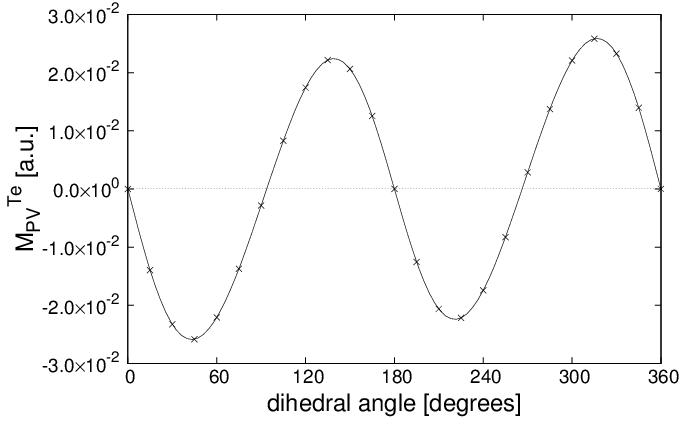 3.0×10⁻²
2.0×10⁻²
1.0×10⁻²
0.0×10⁰
-1.0×10⁻²
-2.0×10⁻²
-3.0×10⁻²
M_PV^Te [a.u.]
0 60 120 180 240 300 360
dihedral angle [degrees]